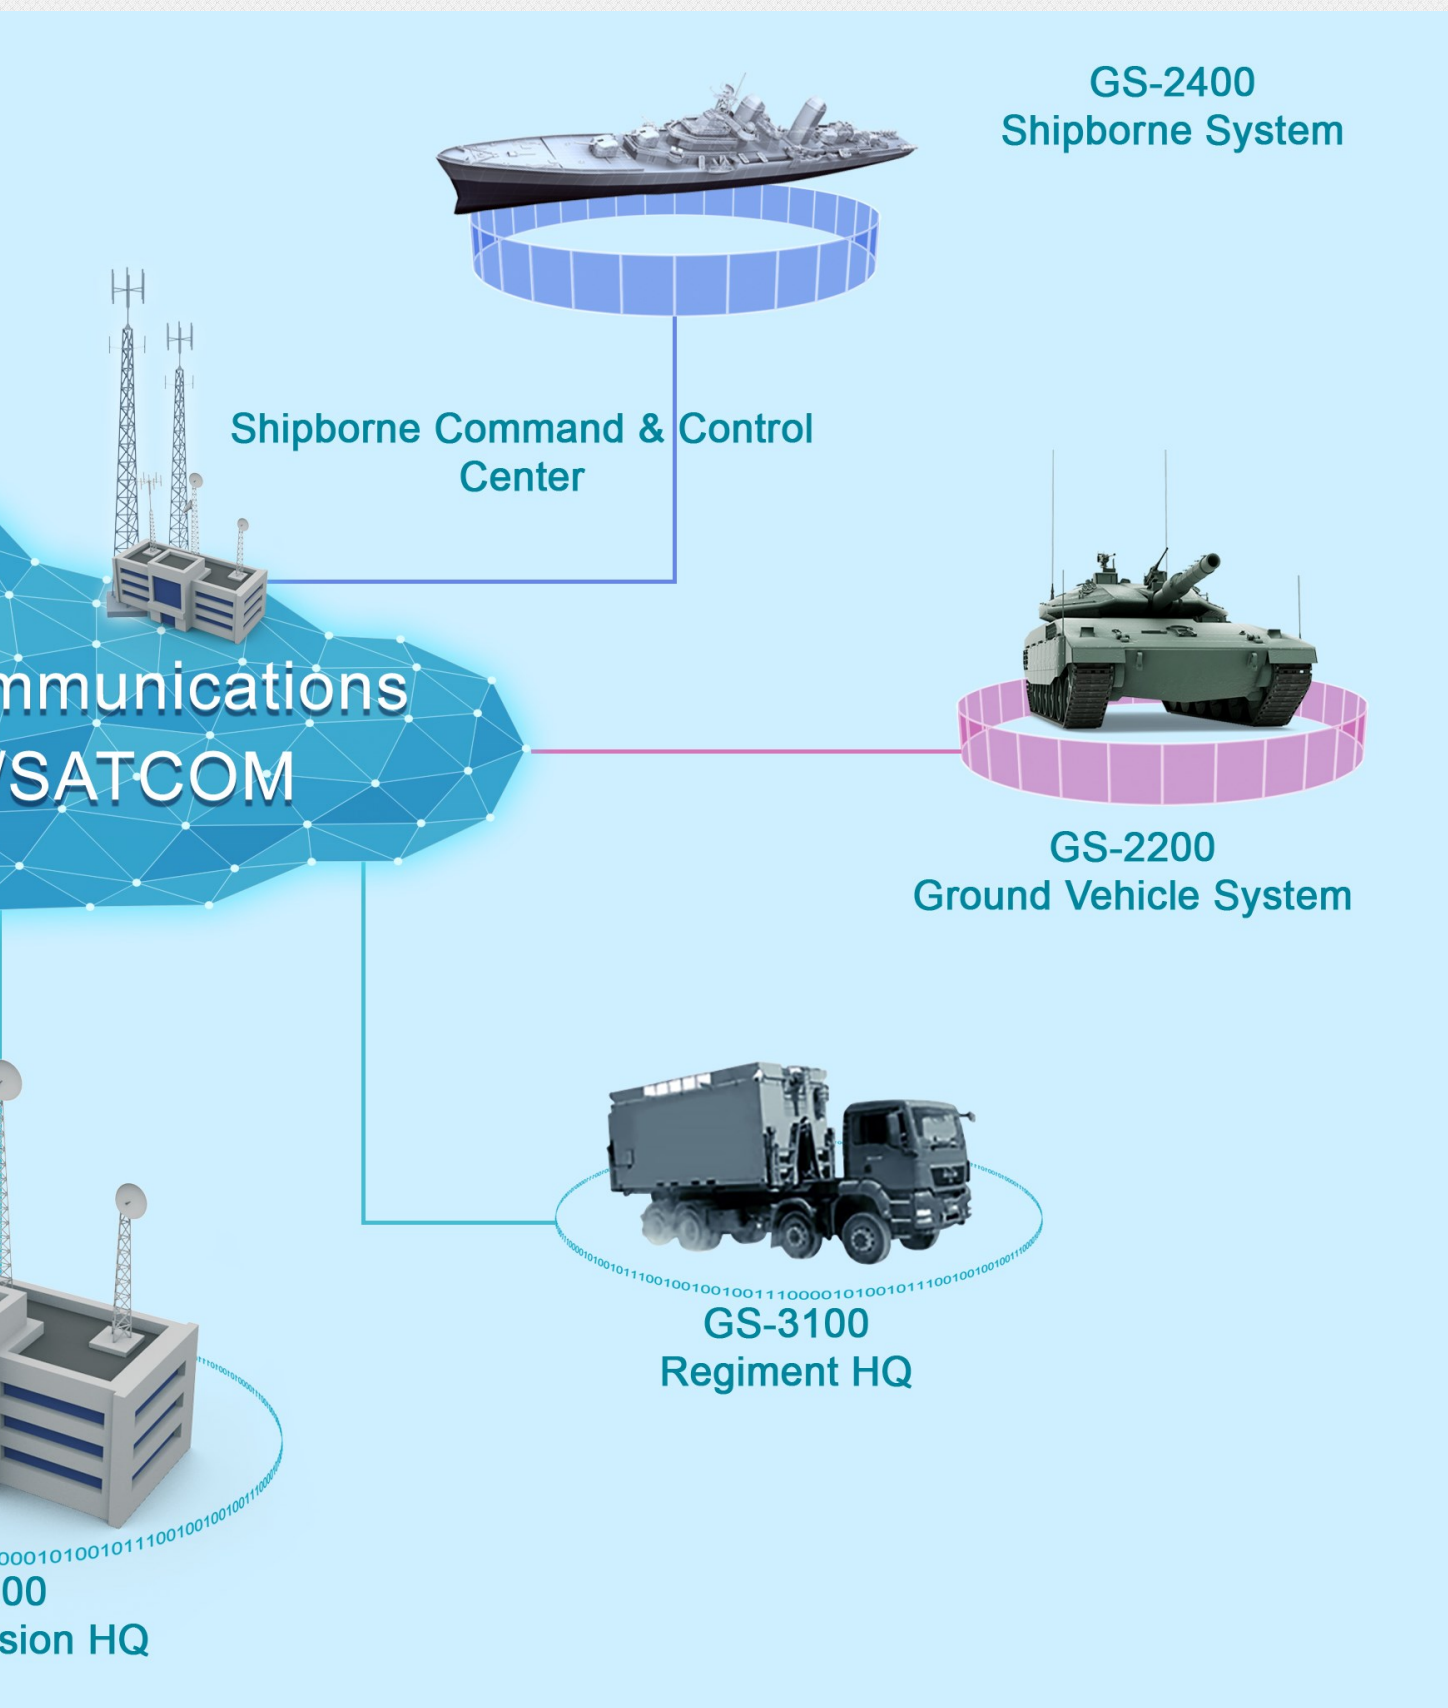 GS-2400
Shipborne System
Shipborne Command & Control
Center
mmunications
/SATCOM
GS-2200
Ground Vehicle System
GS-3100
Regiment HQ
00
sion HQ